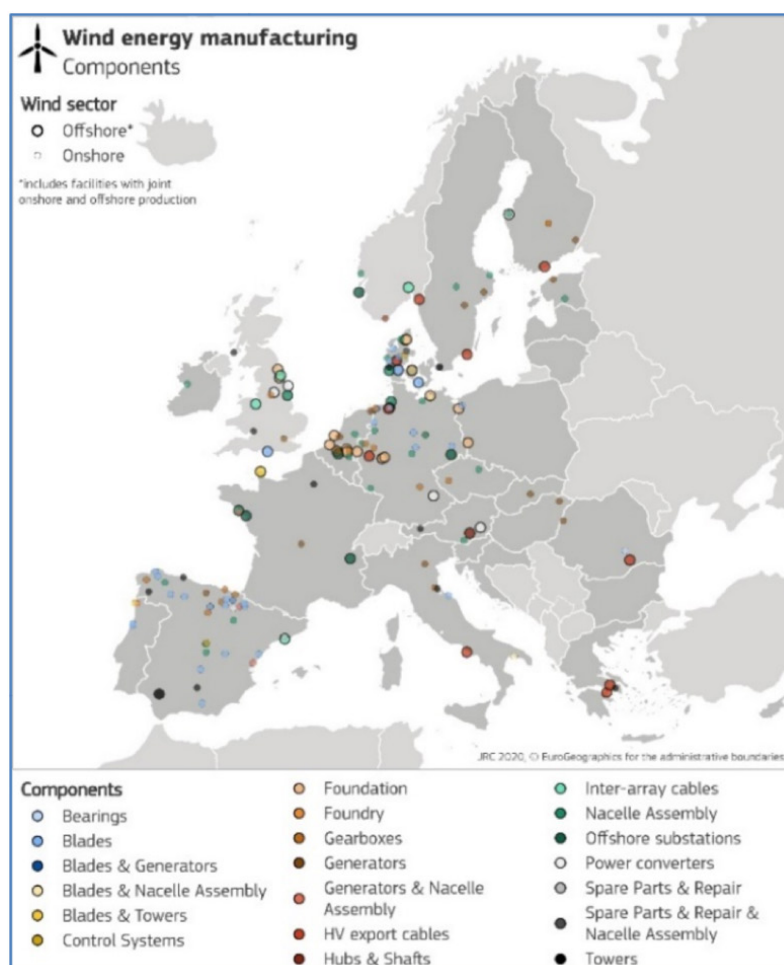 Wind energy manufacturing
Components
Wind sector
Offshore*
Onshore
*includes facilities with joint
onshore and offshore production
JRC 2020, © EuroGeographics for the administrative boundaries
Components
Bearings
Blades
Blades & Generators
Blades & Nacelle Assembly
Blades & Towers
Control Systems
Foundation
Foundry
Gearboxes
Generators
Generators & Nacelle
Assembly
HV export cables
Hubs & Shafts
Inter-array cables
Nacelle Assembly
Offshore substations
Power converters
Spare Parts & Repair
Spare Parts & Repair &
Nacelle Assembly
Towers